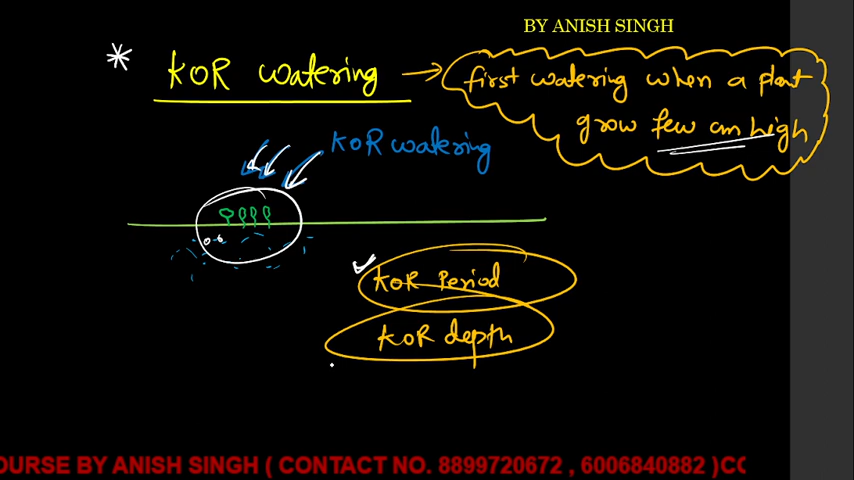 BY ANISH SINGH
* KOR watering → first watering when a plant
grow few cm high
KOR watering
KOR Period
KOR depth
OURSE BY ANISH SINGH ( CONTACT NO. 8899720672 , 6006840882 )CO